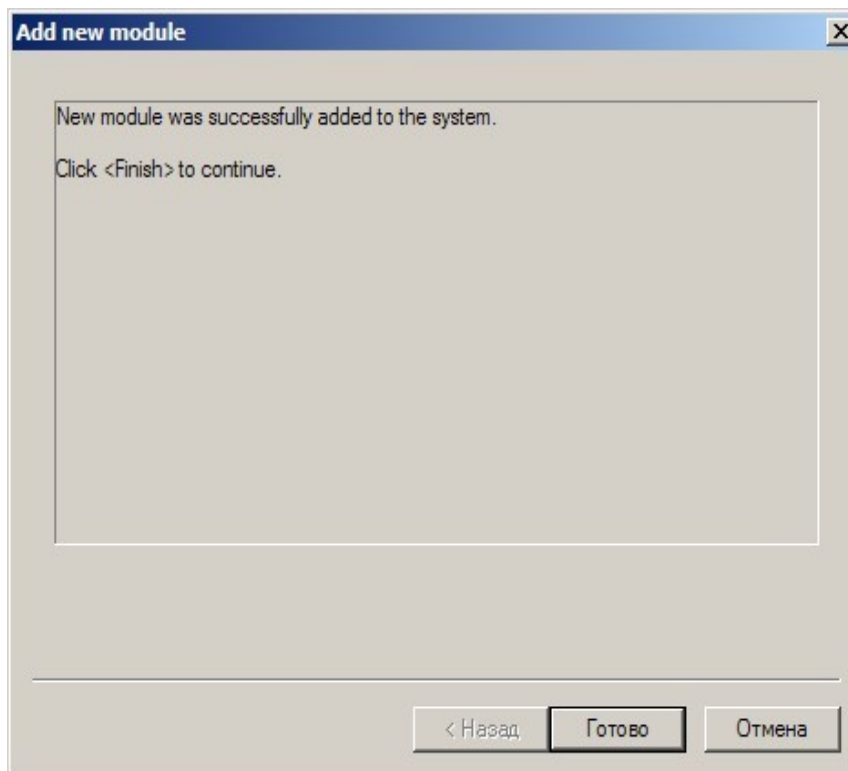 Add new module
New module was successfully added to the system.
Click <Finish> to continue.
< Назад
Готово
Отмена